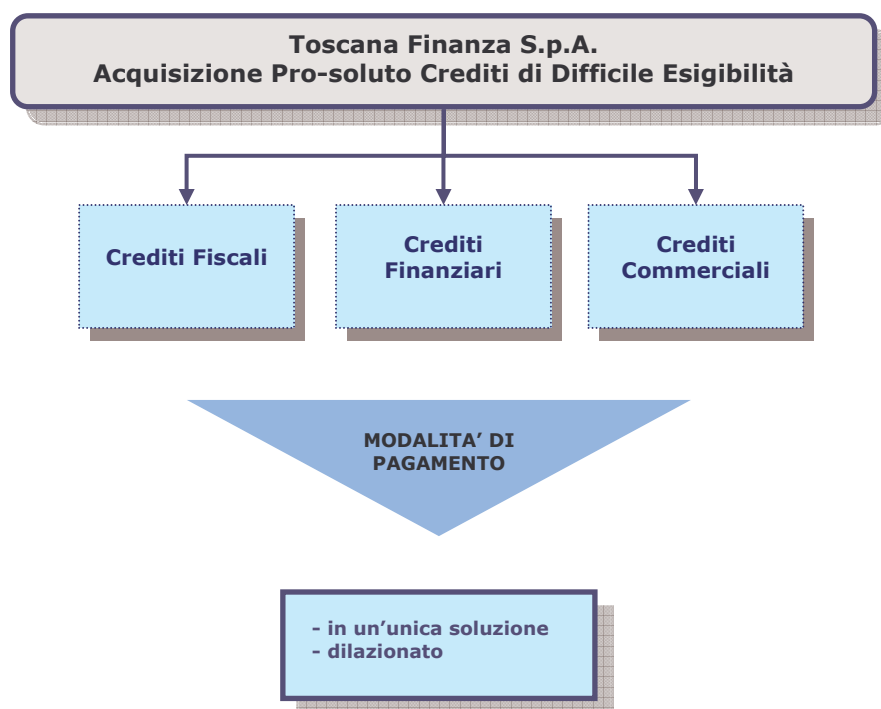 Toscana Finanza S.p.A.
Acquisizione Pro-soluto Crediti di Difficile Esigibilità
Crediti Fiscali
Crediti
Finanziari
Crediti
Commerciali
MODALITA’ DI
PAGAMENTO
- in un’unica soluzione
- dilazionato